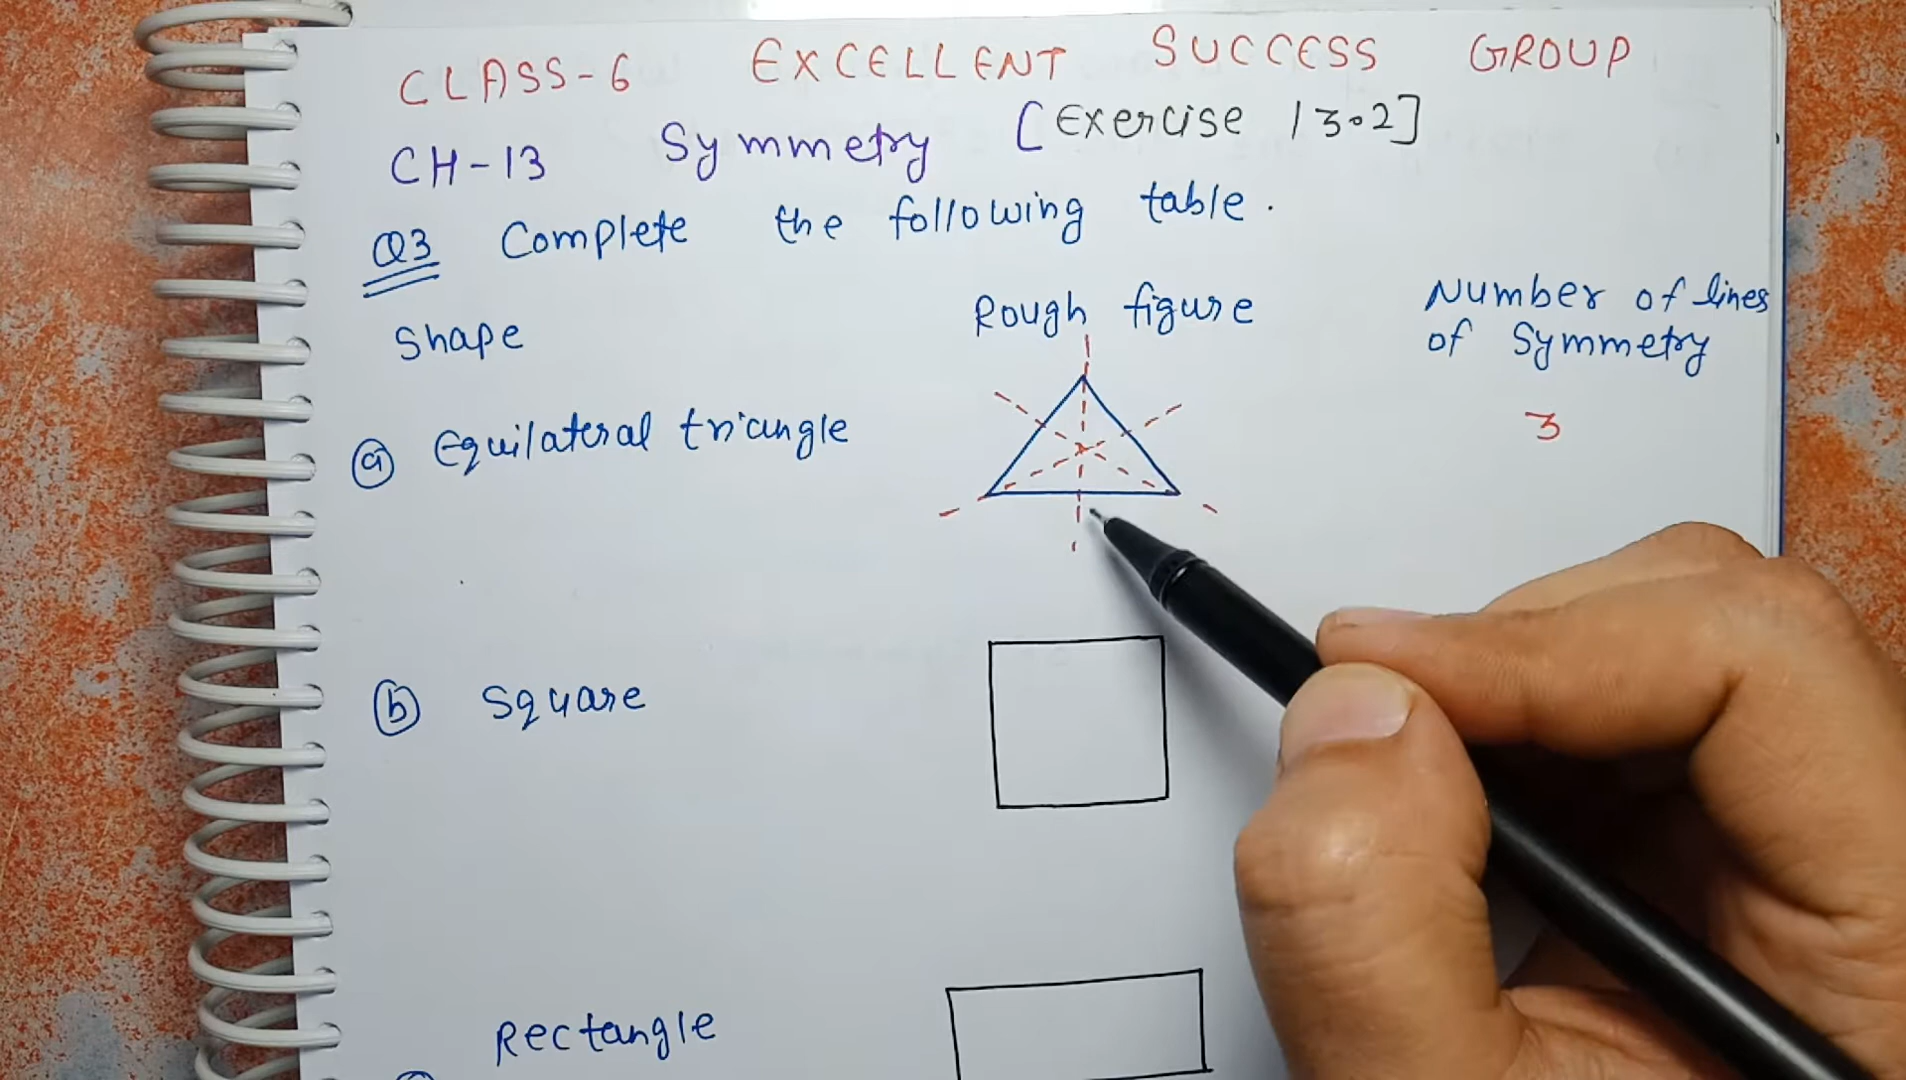 CLASS-6 EXCELLENT SUCCESS GROUP
CH-13 Symmetry [Exercise 13.2]
Q3 Complete the following table.
Shape Rough figure Number of lines of Symmetry
(a) Equilateral triangle 3
(b) Square
Rectangle